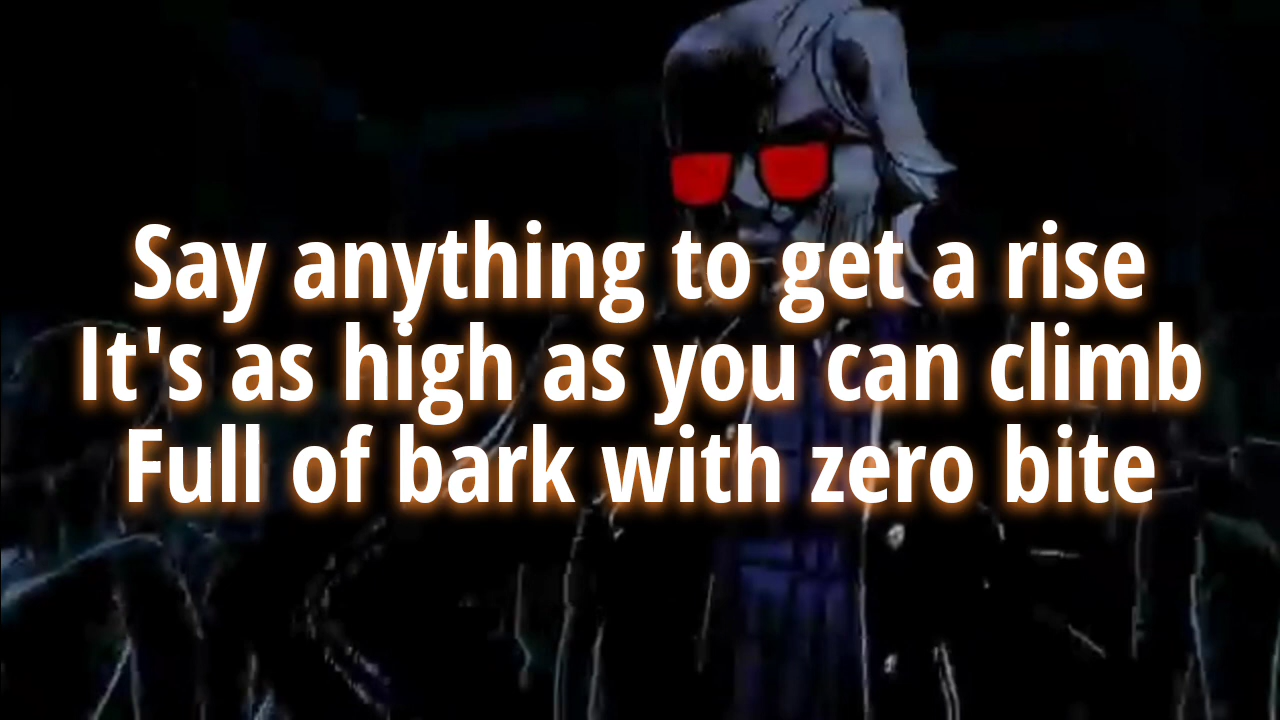 Say anything to get a rise
It's as high as you can climb
Full of bark with zero bite